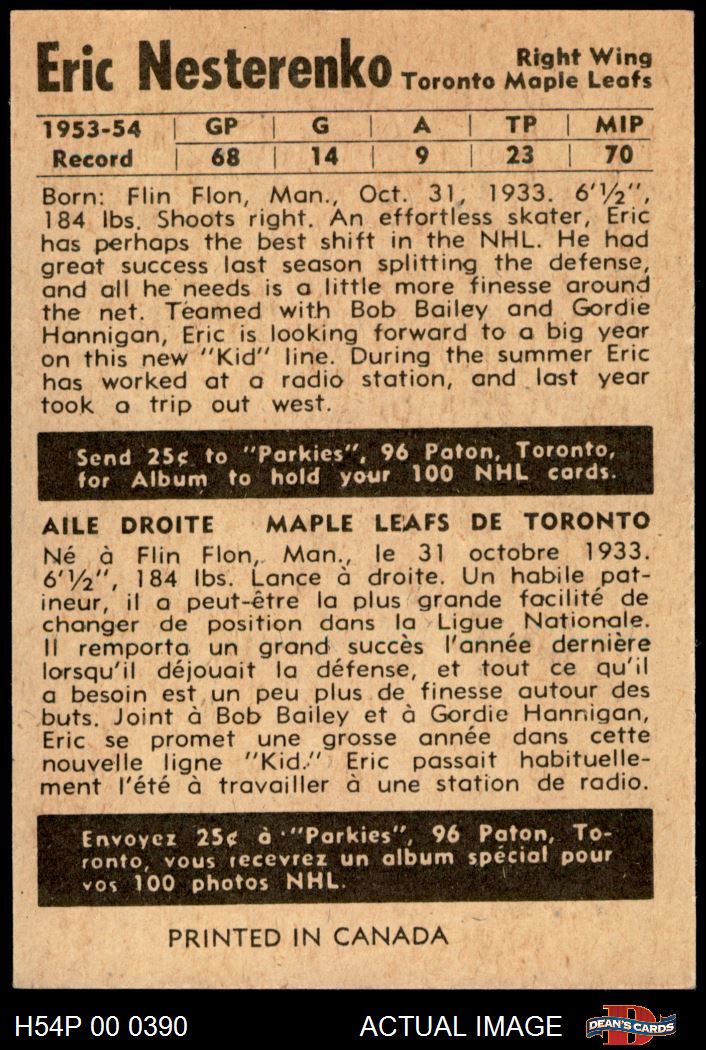 Eric Nesterenko Right Wing
Toronto Maple Leafs
1953-54 | GP | G | A | TP | MIP
Record | 68 | 14 | 9 | 23 | 70
Born: Flin Flon, Man., Oct. 31, 1933. 6'½",
184 lbs. Shoots right. An effortless skater, Eric
has perhaps the best shift in the NHL. He had
great success last season splitting the defense,
and all he needs is a little more finesse around
the net. Teamed with Bob Bailey and Gordie
Hannigan, Eric is looking forward to a big year
on this new "Kid" line. During the summer Eric
has worked at a radio station, and last year
took a trip out west.
Send 25¢ to "Parkies", 96 Paton, Toronto,
for Album to hold your 100 NHL cards.
AILE DROITE MAPLE LEAFS DE TORONTO
Né à Flin Flon, Man., le 31 octobre 1933.
6'½", 184 lbs. Lance à droite. Un habile pat-
ineur, il a peut-être la plus grande facilité de
changer de position dans la Ligue Nationale.
Il remporta un grand succès l'année dernière
lorsqu'il déjouait la défense, et tout ce qu'il
a besoin est un peu plus de finesse autour des
buts. Joint à Bob Bailey et à Gordie Hannigan,
Eric se promet une grosse année dans cette
nouvelle ligne "Kid." Eric passait habituelle-
ment l'été à travailler à une station de radio.
Envoyez 25¢ à "Parkies", 96 Paton, To-
ronto, vous recevrez un album spécial pour
vos 100 photos NHL.
PRINTED IN CANADA
H54P 00 0390 ACTUAL IMAGE DEAN'S CARDS